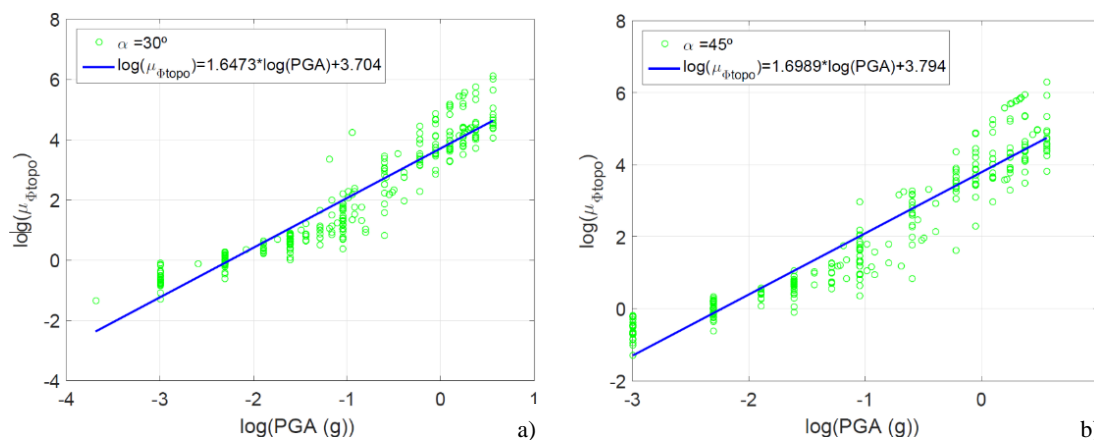 8
6
4
2
0
-2
-4
-4
-3
-2
-1
0
1
log(μΦtopo)
log(PGA (g))
α =30º
log(μΦtopo)=1.6473*log(PGA)+3.704
a)
8
6
4
2
0
-2
-3
-2
-1
0
log(μΦtopo)
log(PGA (g))
α =45º
log(μΦtopo)=1.6989*log(PGA)+3.794
b)